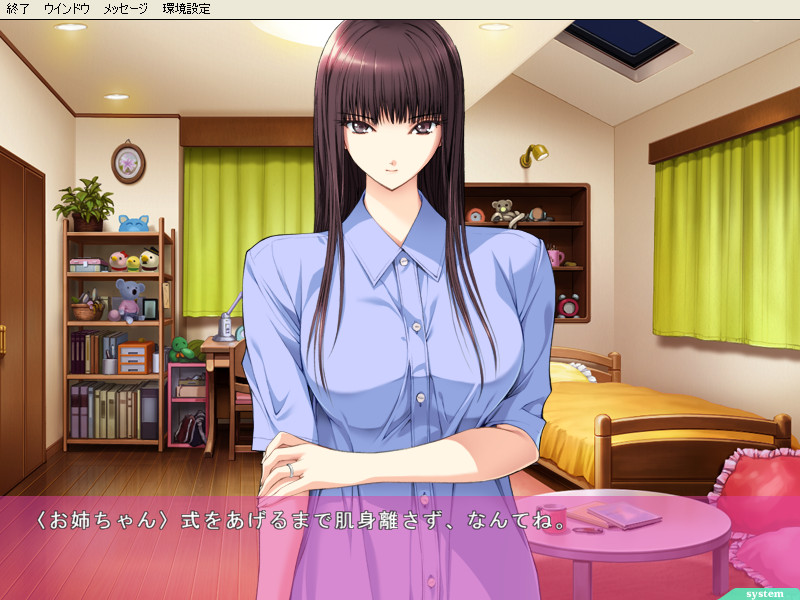 終了 ウインドウ メッセージ 環境設定
〈お姉ちゃん〉式をあげるまで肌身離さず、なんてね。
system